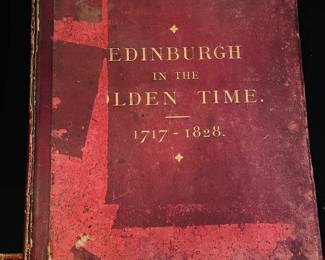 EDINBURGH
IN THE
OLDEN TIME.
1717-1828.